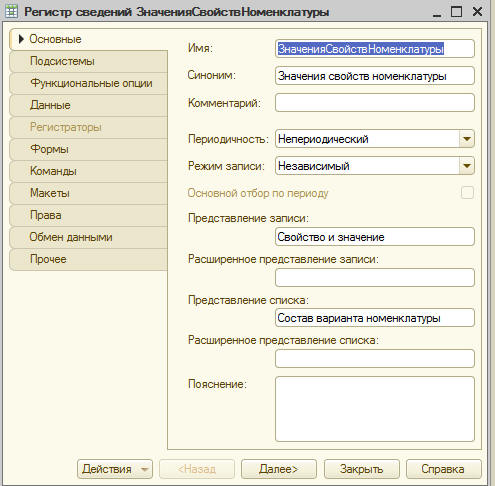 Регистр сведений ЗначенияСвойствНоменклатуры
Основные
Подсистемы
Функциональные опции
Данные
Регистраторы
Формы
Команды
Макеты
Права
Обмен данными
Прочее
Имя: ЗначенияСвойствНоменклатуры
Синоним: Значения свойств номенклатуры
Комментарий:
Периодичность: Непериодический
Режим записи: Независимый
Основной отбор по периоду
Представление записи:
Свойство и значение
Расширенное представление записи:
Представление списка:
Состав варианта номенклатуры
Расширенное представление списка:
Пояснение:
Действия <Назад Далее> Закрыть Справка